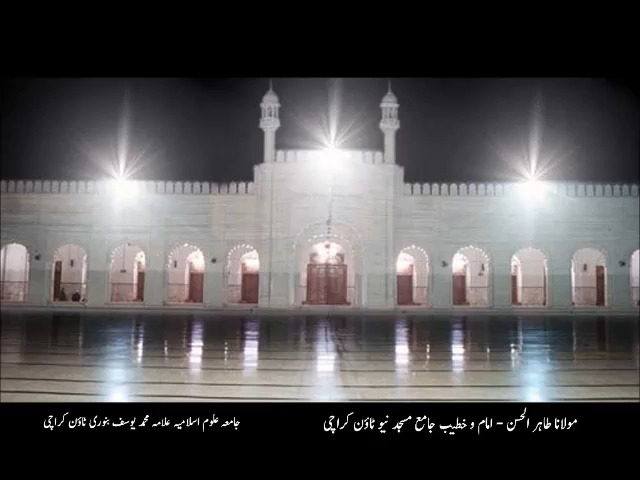 مولانا طاہر الحسن - امام و خطیب جامع مسجد نیو ٹاؤن کراچی
جامعہ علوم اسلامیہ علامہ محمد یوسف بنوری ٹاؤن کراچی